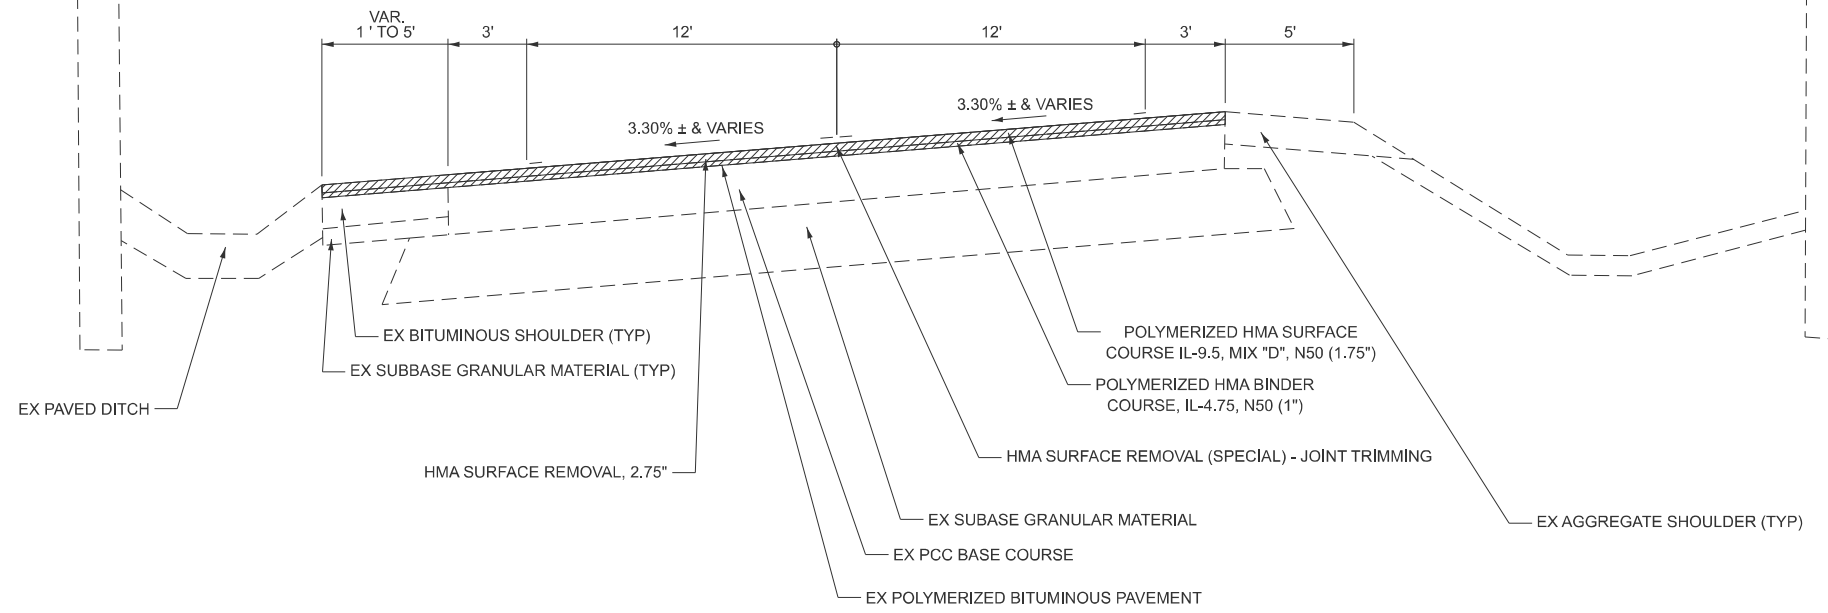 VAR.
1 ' TO 5'
3'
12'
12'
3'
5'
3.30% ± & VARIES
3.30% ± & VARIES
EX BITUMINOUS SHOULDER (TYP)
EX SUBBASE GRANULAR MATERIAL (TYP)
EX PAVED DITCH
HMA SURFACE REMOVAL, 2.75"
POLYMERIZED HMA SURFACE
COURSE IL-9.5, MIX "D", N50 (1.75")
POLYMERIZED HMA BINDER
COURSE, IL-4.75, N50 (1")
HMA SURFACE REMOVAL (SPECIAL) - JOINT TRIMMING
EX SUBASE GRANULAR MATERIAL
EX AGGREGATE SHOULDER (TYP)
EX PCC BASE COURSE
EX POLYMERIZED BITUMINOUS PAVEMENT